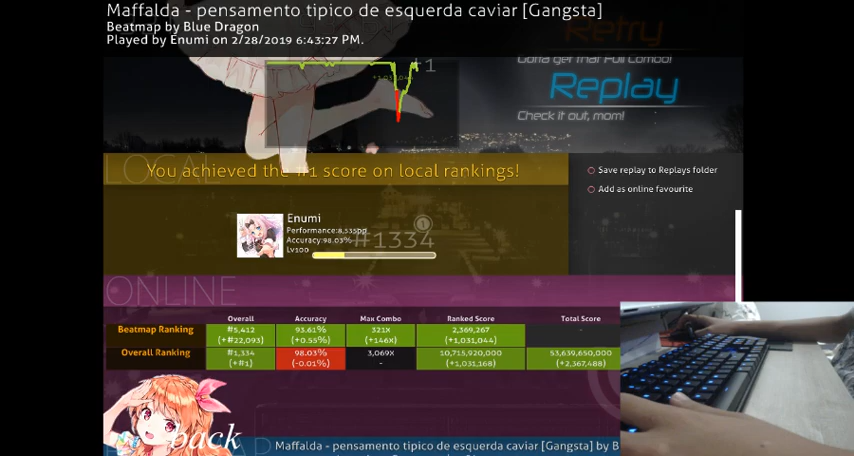 Maffalda - pensamento tipico de esquerda caviar [Gangsta]
Beatmap by Blue Dragon
Played by Enumi on 2/28/2019 6:43:27 PM.
Retry
Gotta get that Full Combo!
Replay
Check it out, mom!
LOCAL
You achieved the #1 score on local rankings!
Save replay to Replays folder
Add as online favourite
Enumi
Performance:8,335pp
Accuracy:98.03%
Lv100
#1334
ONLINE
Overall Accuracy Max Combo Ranked Score Total Score
Beatmap Ranking #5,412 93.61% 321x 2,369,267 -
(+#22,093) (+0.55%) (+146x) (+1,031,044)
Overall Ranking #1,334 98.03% 3,069x 10,715,920,000 53,639,650,000
(+#1) (-0.01%) - (+1,031,168) (+2,367,488)
back
Maffalda - pensamento tipico de esquerda caviar [Gangsta] by B